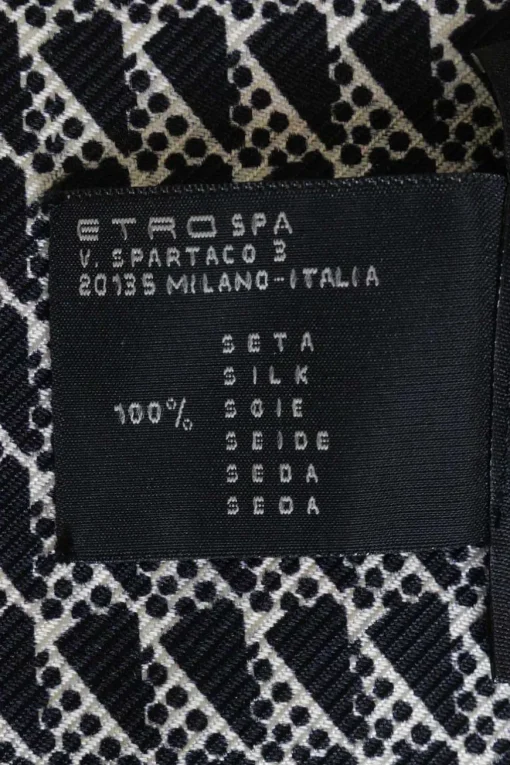 ETRO SPA
V. SPARTACO 3
20135 MILANO-ITALIA
SETA
SILK
100% SOIE
SEIDE
SEDA
SEDA